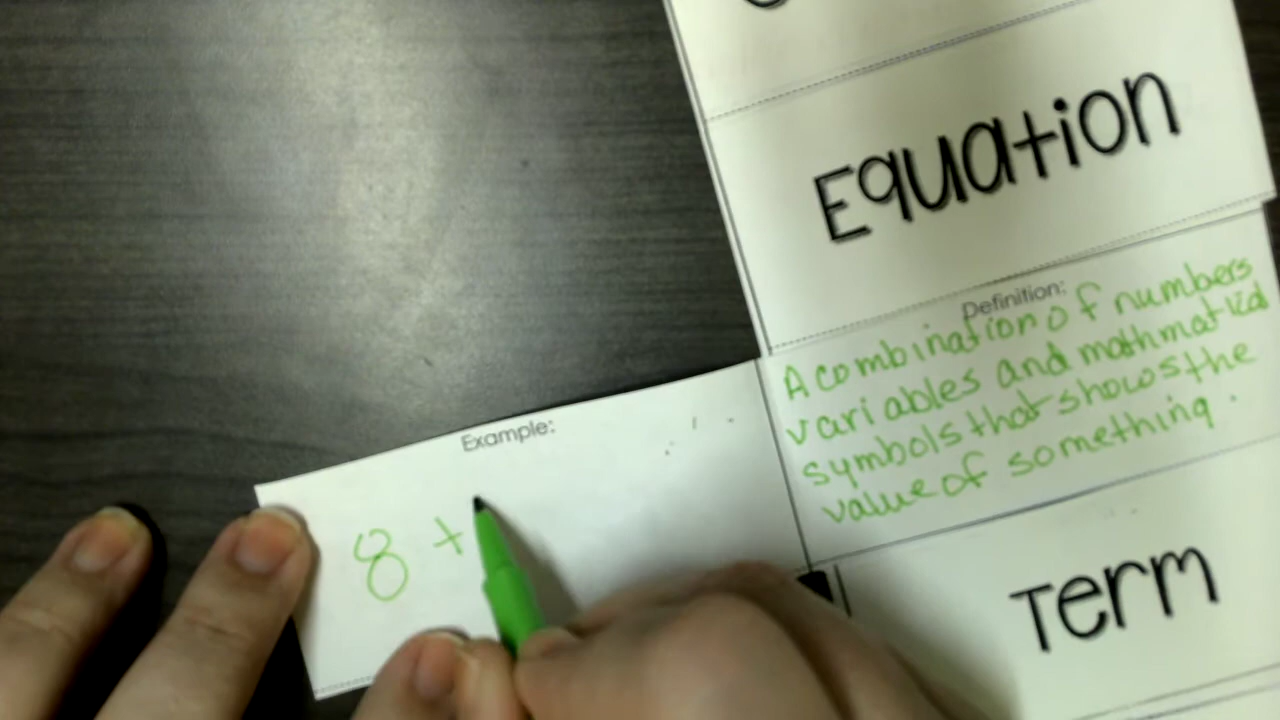 Equation
Definition:
A combination of numbers
variables and mathmatical
symbols that shows the
value of something.
Example:
8 +
Term